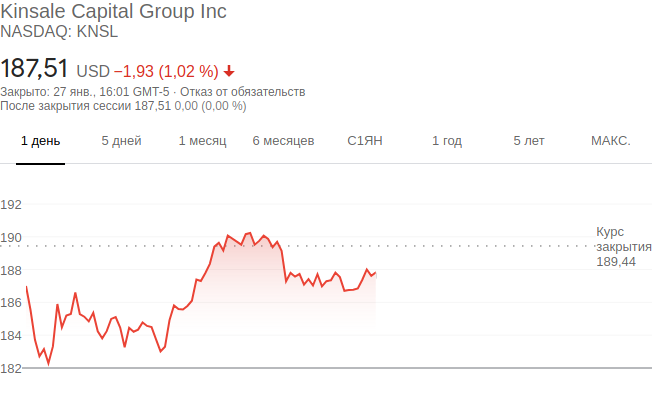 Kinsale Capital Group Inc
NASDAQ: KNSL
187,51 USD −1,93 (1,02 %)
Закрыто: 27 янв., 16:01 GMT-5 · Отказ от обязательств
После закрытия сессии 187,51 0,00 (0,00 %)
1 день 5 дней 1 месяц 6 месяцев С1ЯН 1 год 5 лет МАКС.
192
190
188
186
184
182
Курс
закрытия
189,44